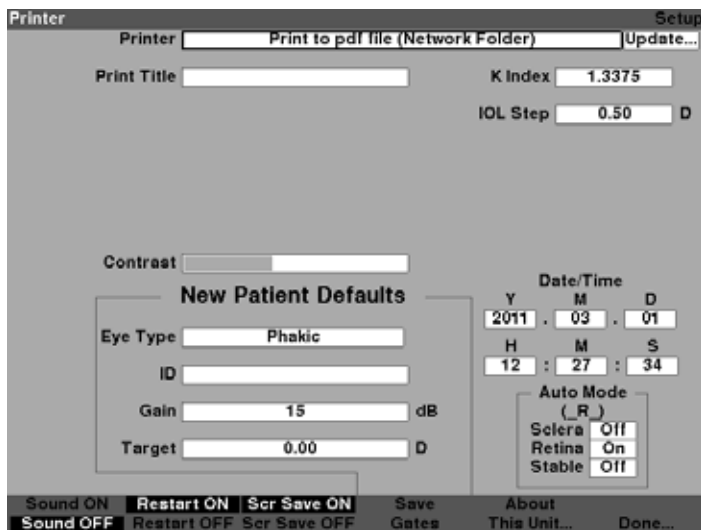 Printer Setup
Printer Print to pdf file (Network Folder) Update...
Print Title K Index 1.3375
IOL Step 0.50 D
Contrast
New Patient Defaults
Eye Type Phakic
ID
Gain 15 dB
Target 0.00 D
Date/Time
Y M D
2011 . 03 . 01
H M S
12 : 27 : 34
Auto Mode
(_R_)
Sclera Off
Retina On
Stable Off
Sound ON Restart ON Scr Save ON Save About
Sound OFF Restart OFF Scr Save OFF Gates This Unit... Done...